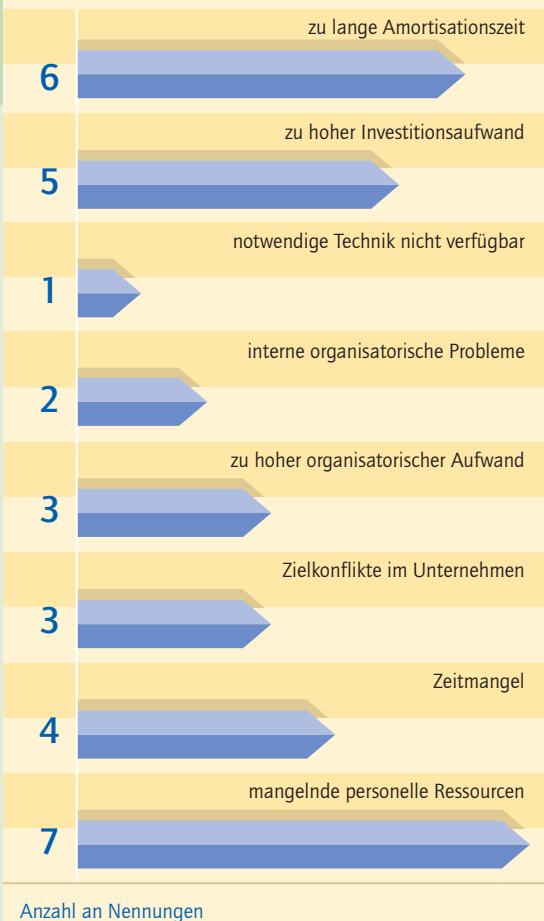 zu lange Amortisationszeit
6
zu hoher Investitionsaufwand
5
notwendige Technik nicht verfügbar
1
interne organisatorische Probleme
2
zu hoher organisatorischer Aufwand
3
Zielkonflikte im Unternehmen
3
Zeitmangel
4
mangelnde personelle Ressourcen
7
Anzahl an Nennungen